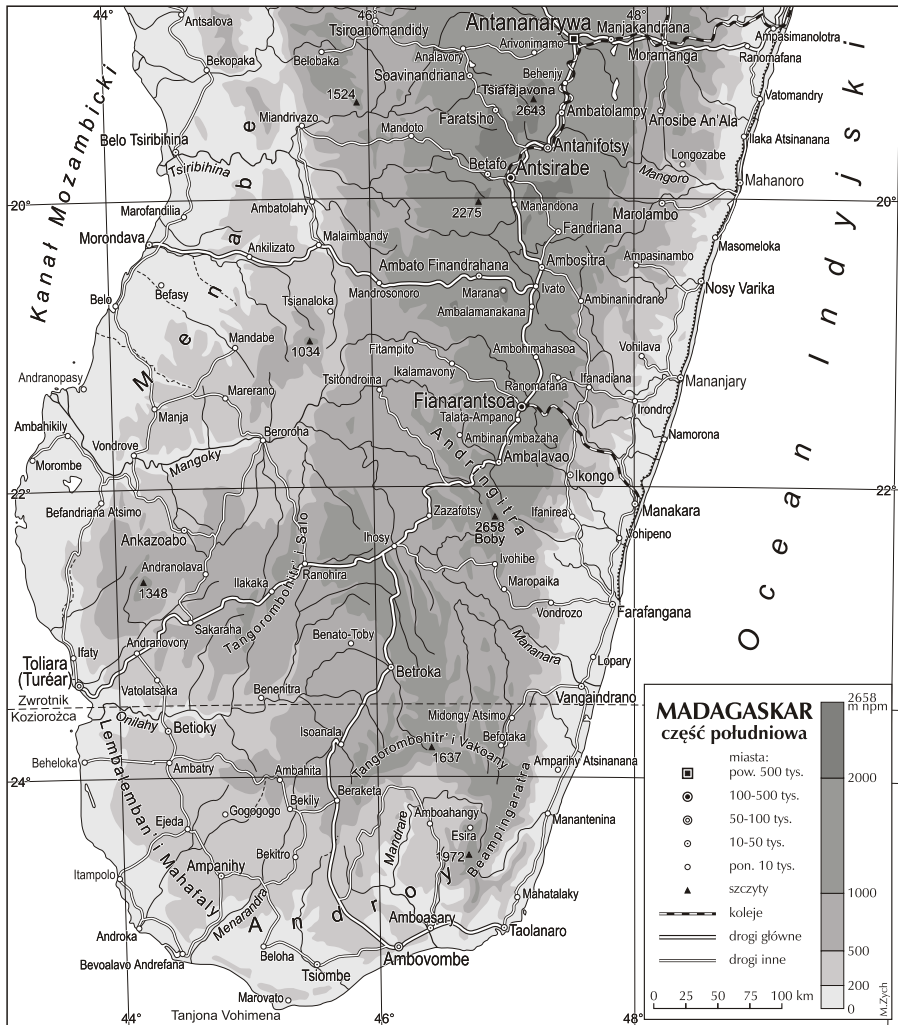 46°
48°
Antsalova
Tsiroanomandidy
Antananarywa
Manjakandriana
Ampasimanolotra
Bekopaka
Belobaka
Analavory
Arivonimamo
Moramanga
Ranomafana
Soavinandriana
Behenjy
1524
Tsiafajavona
2643
Vatomandry
Miandrivazo
Faratsiho
Ambatolampy
Anosibe An'Ala
Belo Tsiribihina
Mandoto
Antanifotsy
Ilaka Atsinanana
Tsiribihina
Betafo
Antsirabe
Longozabe
Mangoro
Mahanoro
20°
Marofandilia
Ambatolahy
2275
Manandona
Marolambo
20°
Morondava
Malaimbandy
Fandriana
Masomeloka
Ankilizato
Ambato Finandrahana
Ambositra
Ampasinambo
Belo
Befasy
Tsianaloka
Mandrosonoro
Marana
Ivato
Ambinanindrano
Nosy Varika
Ambalamanakana
Mandabe
1034
Fitampito
Ambohimahasoa
Vohilava
Andranopasy
Ikalamavony
Ranomafana
Ifanadiana
Mananjary
Marerano
Tsitondroina
Fianarantsoa
Manja
Talata-Ampano
Irondro
Ambahikily
Beroroha
Ambinanymbazaha
Namorona
Vondrove
Mangoky
Ambalavao
Morombe
Ikongo
22°
22°
Befandriana Atsimo
Zazafotsy
2658
Boby
Ifanirea
Manakara
Ankazoabo
Ihosy
Vohipeno
Andranolava
Ivohibe
1348
Ilakaka
Ranohira
Maropaika
Vondrozo
Farafangana
Sakaraha
Benato-Toby
Mananara
Ifaty
Andranovory
Toliara
(Turéar)
Betroka
Lopary
Vatolatsaka
Benenitra
Vangaindrano
Zwrotnik
Koziorożca
Onilahy
Betioky
Midongy Atsimo
Isoanala
Befotaka
1637
Beheloka
Ambatry
Ambahita
Ampariny Atsinanana
24°
24°
Beraketa
Gogogogo
Bekily
Amboahangy
Manantenina
Ejeda
Esira
Mandrare
Bekitro
1972
Itampolo
Ampanihy
Mahatalaky
Menarandra
Amboasary
Androka
Taolanaro
Bevoalavo Andrefana
Beloha
Ambovombe
Tsiombe
Marovato
Tanjona Vohimena
44°
46°
48°
Kanał Mozambicki
Ocean Indyjski
Menabe
Andringitra
Tangorombohitr' i Salo
Tangorombohitr' i Vakoany
Beampingaratra
Lembalemban i Mahafaly
Androy
MADAGASKAR
część południowa
miasta:
pow. 500 tys.
100-500 tys.
50-100 tys.
10-50 tys.
pon. 10 tys.
szczyty
koleje
drogi główne
drogi inne
0 25 50 75 100 km
2658
m npm
2000
1000
500
200
0
M.Zych